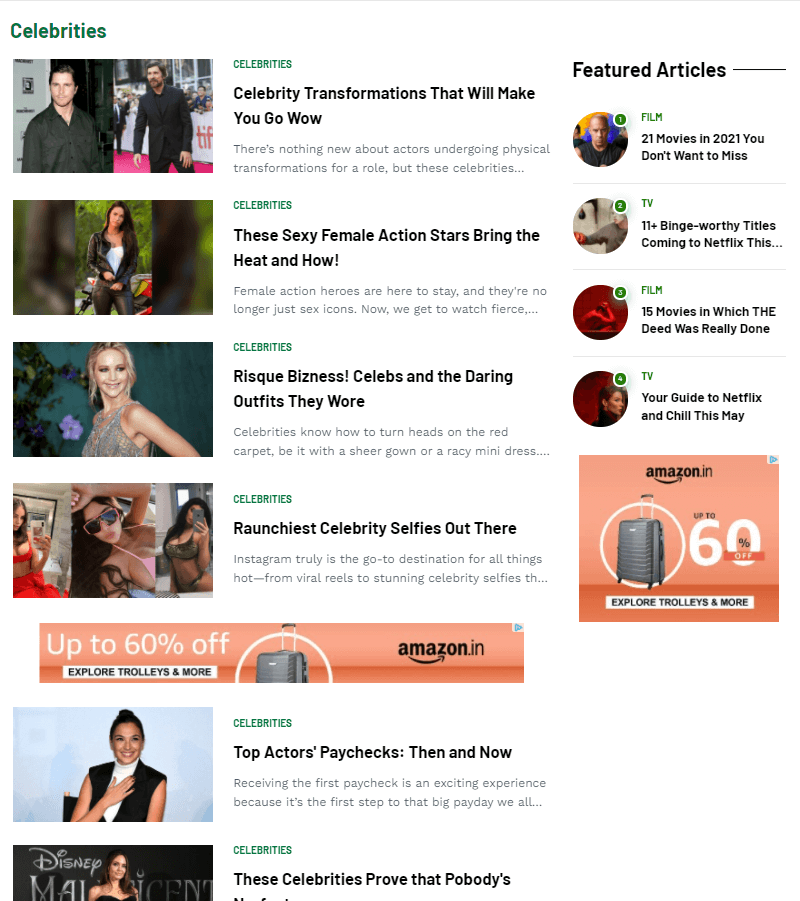 Celebrities
CELEBRITIES
Celebrity Transformations That Will Make
You Go Wow
There's nothing new about actors undergoing physical
transformations for a role, but these celebrities...
CELEBRITIES
These Sexy Female Action Stars Bring the
Heat and How!
Female action heroes are here to stay, and they're no
longer just sex icons. Now, we get to watch fierce,...
CELEBRITIES
Risque Bizness! Celebs and the Daring
Outfits They Wore
Celebrities know how to turn heads on the red
carpet, be it with a sheer gown or a racy mini dress....
CELEBRITIES
Raunchiest Celebrity Selfies Out There
Instagram truly is the go-to destination for all things
hot—from viral reels to stunning celebrity selfies th...
Up to 60% off
EXPLORE TROLLEYS & MORE
amazon.in
CELEBRITIES
Top Actors' Paychecks: Then and Now
Receiving the first paycheck is an exciting experience
because it's the first step to that big payday we all...
DISNEY
CELEBRITIES
These Celebrities Prove that Pobody's
Featured Articles
1
FILM
21 Movies in 2021 You
Don't Want to Miss
2
TV
11+ Binge-worthy Titles
Coming to Netflix This...
3
FILM
15 Movies in Which THE
Deed Was Really Done
4
TV
Your Guide to Netflix
and Chill This May
amazon.in
UP TO
60%
OFF
EXPLORE TROLLEYS & MORE